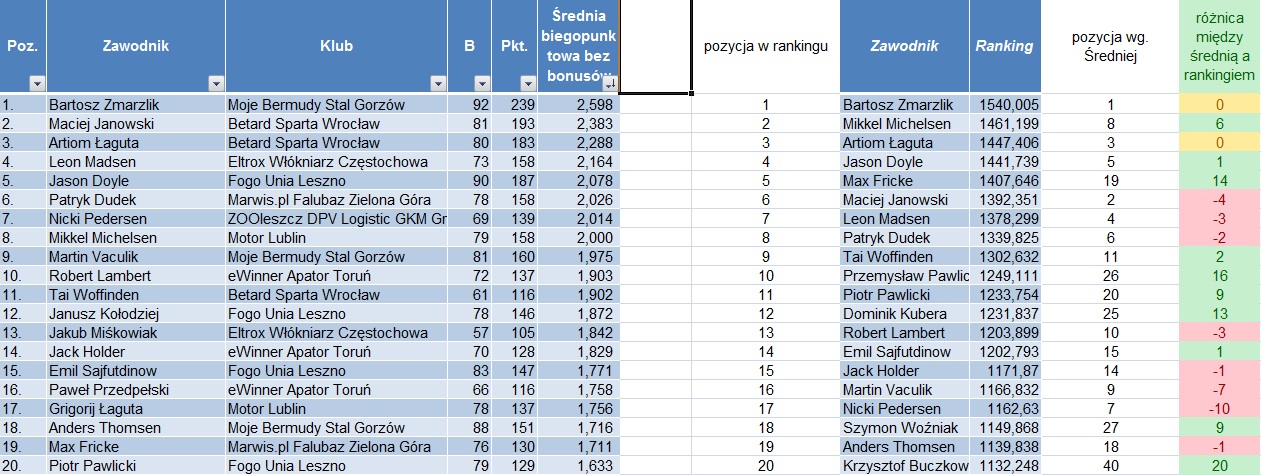 Poz. Zawodnik Klub B Pkt. Średnia biegopunktowa bez bonusów pozycja w rankingu Zawodnik Ranking pozycja wg. Średniej różnica między średnią a rankingiem
1. Bartosz Zmarzlik Moje Bermudy Stal Gorzów 92 239 2,598 1 Bartosz Zmarzlik 1540,005 1 0
2. Maciej Janowski Betard Sparta Wrocław 81 193 2,383 2 Mikkel Michelsen 1461,199 8 6
3. Artiom Łaguta Betard Sparta Wrocław 80 183 2,288 3 Artiom Łaguta 1447,406 3 0
4. Leon Madsen Eltrox Włókniarz Częstochowa 73 158 2,164 4 Jason Doyle 1441,739 5 1
5. Jason Doyle Fogo Unia Leszno 90 187 2,078 5 Max Fricke 1407,646 19 14
6. Patryk Dudek Marwis.pl Falubaz Zielona Góra 78 158 2,026 6 Maciej Janowski 1392,351 2 -4
7. Nicki Pedersen ZOOleszcz DPV Logistic GKM Gr 69 139 2,014 7 Leon Madsen 1378,299 4 -3
8. Mikkel Michelsen Motor Lublin 79 158 2,000 8 Patryk Dudek 1339,825 6 -2
9. Martin Vaculik Moje Bermudy Stal Gorzów 81 160 1,975 9 Tai Woffinden 1302,632 11 2
10. Robert Lambert eWinner Apator Toruń 72 137 1,903 10 Przemysław Pawlic 1249,111 26 16
11. Tai Woffinden Betard Sparta Wrocław 61 116 1,902 11 Piotr Pawlicki 1233,754 20 9
12. Janusz Kołodziej Fogo Unia Leszno 78 146 1,872 12 Dominik Kubera 1231,837 25 13
13. Jakub Miśkowiak Eltrox Włókniarz Częstochowa 57 105 1,842 13 Robert Lambert 1203,899 10 -3
14. Jack Holder eWinner Apator Toruń 70 128 1,829 14 Emil Sajfutdinow 1202,793 15 1
15. Emil Sajfutdinow Fogo Unia Leszno 83 147 1,771 15 Jack Holder 1171,87 14 -1
16. Paweł Przedpełski eWinner Apator Toruń 66 116 1,758 16 Martin Vaculik 1166,832 9 -7
17. Grigorij Łaguta Motor Lublin 78 137 1,756 17 Nicki Pedersen 1162,63 7 -10
18. Anders Thomsen Moje Bermudy Stal Gorzów 88 151 1,716 18 Szymon Woźniak 1149,868 27 9
19. Max Fricke Marwis.pl Falubaz Zielona Góra 76 130 1,711 19 Anders Thomsen 1139,838 18 -1
20. Piotr Pawlicki Fogo Unia Leszno 79 129 1,633 20 Krzysztof Buczkow 1132,248 40 20